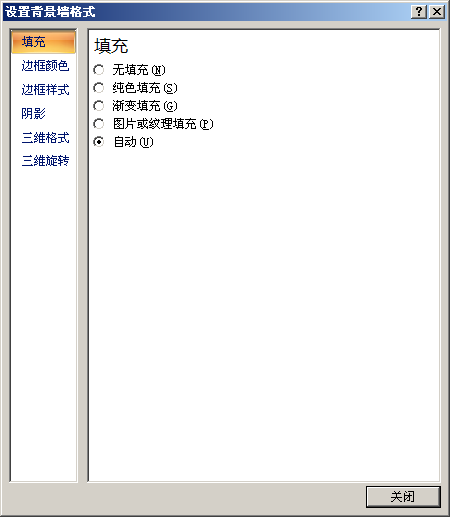 设置背景墙格式
填充
边框颜色
边框样式
阴影
三维格式
三维旋转
填充
无填充(N)
纯色填充(S)
渐变填充(G)
图片或纹理填充(P)
自动(U)
关闭